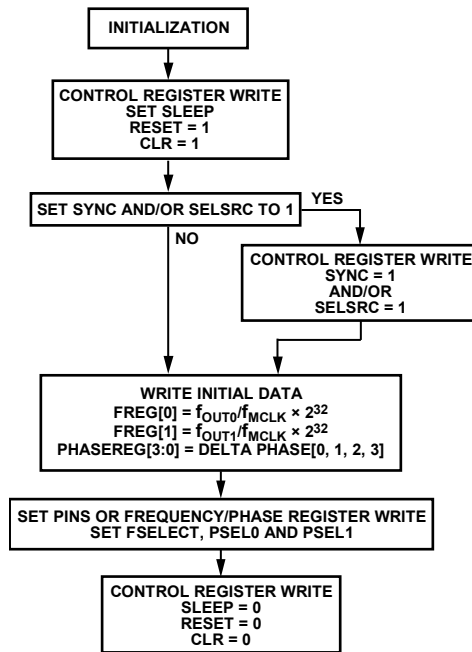 INITIALIZATION
CONTROL REGISTER WRITE
SET SLEEP
RESET = 1
CLR = 1
SET SYNC AND/OR SELSRC TO 1
YES
NO
CONTROL REGISTER WRITE
SYNC = 1
AND/OR
SELSRC = 1
WRITE INITIAL DATA
FREG[0] = fOUT0/fMCLK × 2³²
FREG[1] = fOUT1/fMCLK × 2³²
PHASEREG[3:0] = DELTA PHASE[0, 1, 2, 3]
SET PINS OR FREQUENCY/PHASE REGISTER WRITE
SET FSELECT, PSEL0 AND PSEL1
CONTROL REGISTER WRITE
SLEEP = 0
RESET = 0
CLR = 0